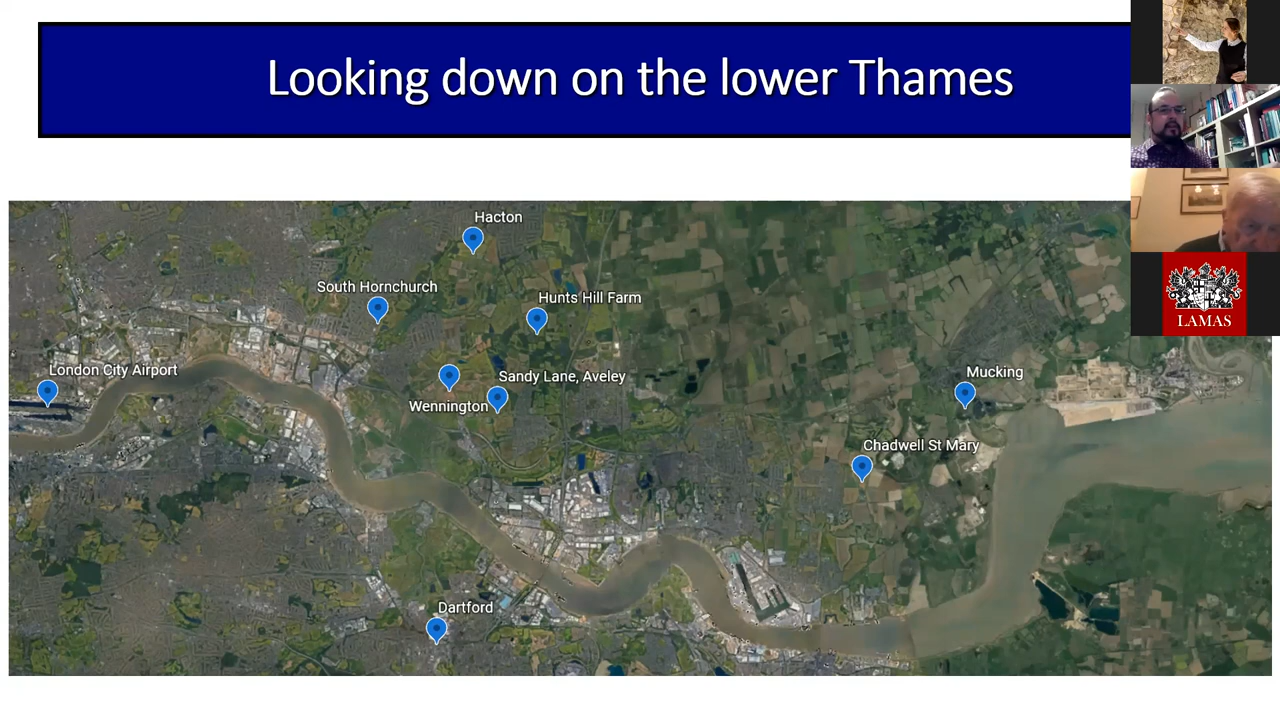 Looking down on the lower Thames
Hacton
South Hornchurch
Hunts Hill Farm
London City Airport
Sandy Lane, Aveley
Wennington
Mucking
Chadwell St Mary
Dartford
LAMAS